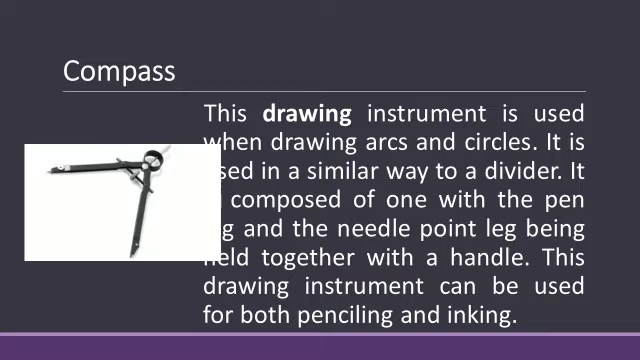 Compass
This drawing instrument is used
when drawing arcs and circles. It is
used in a similar way to a divider. It
composed of one with the pen
and the needle point leg being
held together with a handle. This
drawing instrument can be used
for both penciling and inking.